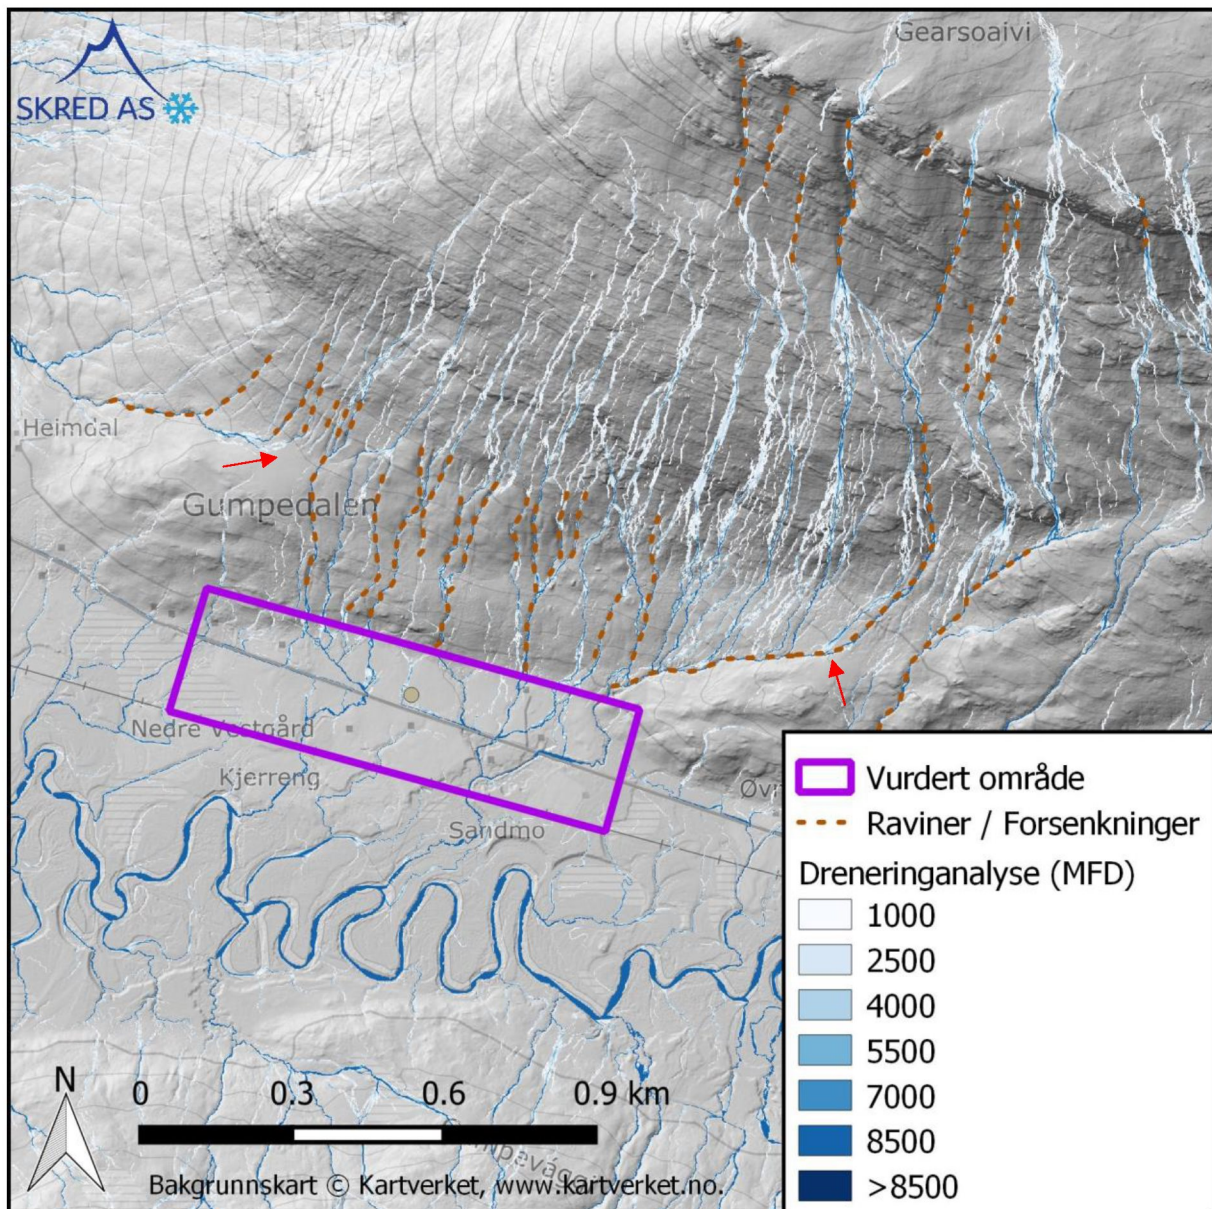 Gearsoaivi
SKRED AS
Heimdal
Gumpedalen
Nedre Vestgård
Kjerreng
Sandmo
Vurdert område
Raviner / Forsenkninger
Dreneringanalyse (MFD)
1000
2500
4000
5500
7000
8500
>8500
N
0 0.3 0.6 0.9 km
Bakgrunnskart © Kartverket, www.kartverket.no.